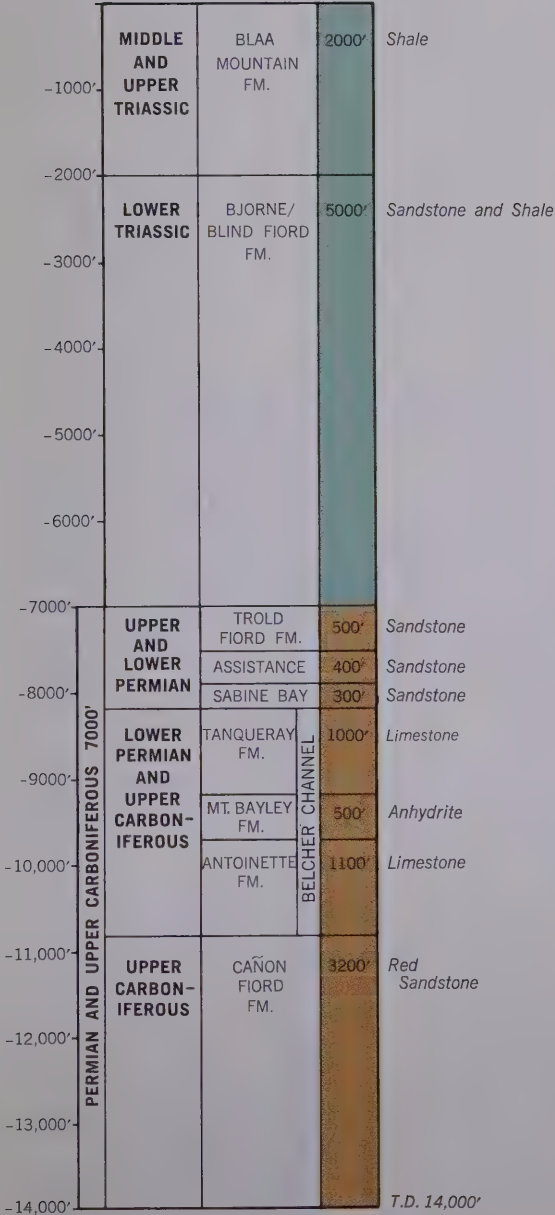 MIDDLE
AND
UPPER
TRIASSIC
BLAA
MOUNTAIN
FM.
2000′
Shale
-1000′
-2000′
LOWER
TRIASSIC
BJORNE/
BLIND FIORD
FM.
5000′
Sandstone and Shale
-3000′
-4000′
-5000′
-6000′
-7000′
PERMIAN AND UPPER CARBONIFEROUS 7000′
UPPER
AND
LOWER
PERMIAN
TROLD
FIORD FM.
500′
Sandstone
ASSISTANCE
400′
Sandstone
-8000′
SABINE BAY
300′
Sandstone
LOWER
PERMIAN
AND
UPPER
CARBON-
IFEROUS
BELCHER CHANNEL
TANQUERAY
FM.
1000′
Limestone
-9000′
MT. BAYLEY
FM.
500′
Anhydrite
-10,000′
ANTOINETTE
FM.
1100′
Limestone
-11,000′
UPPER
CARBON-
IFEROUS
CAÑON
FIORD
FM.
3200′
Red
Sandstone
-12,000′
-13,000′
-14,000′
T.D. 14,000′